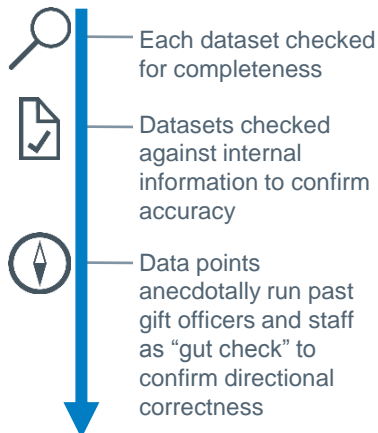 Each dataset checked
for completeness
Datasets checked
against internal
information to confirm
accuracy
Data points
anecdotally run past
gift officers and staff
as “gut check” to
confirm directional
correctness